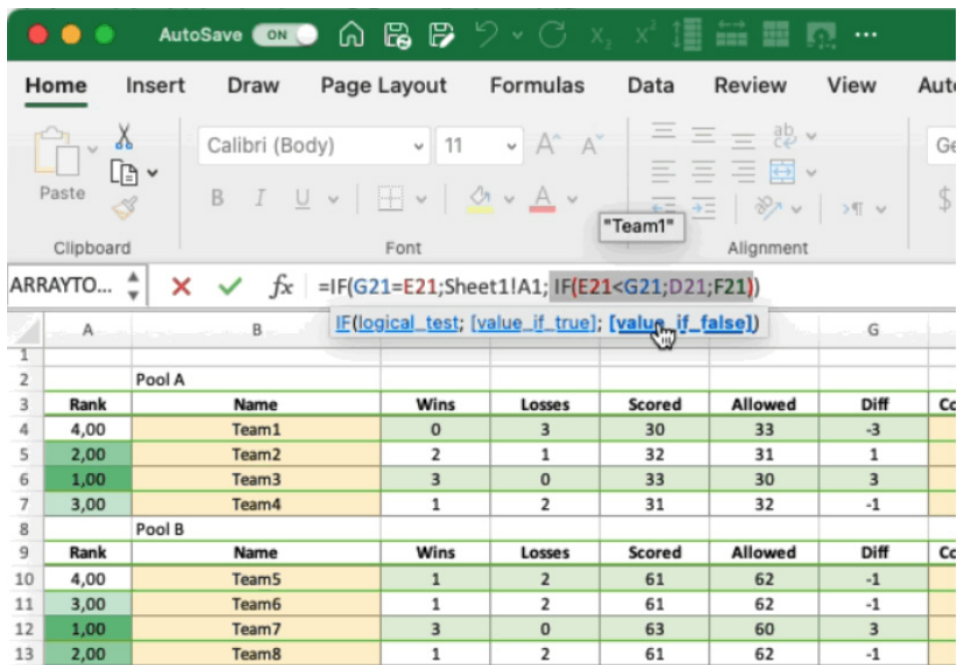 AutoSave ON
Home Insert Draw Page Layout Formulas Data Review View
Calibri (Body) 11
Paste
B I U
"Team1"
Clipboard Font Alignment
ARRAYTO... fx =IF(G21=E21;Sheet1!A1; IF(E21<G21;D21;F21))
IF(logical_test; [value_if_true]; [value_if_false])
A B G
1
2 Pool A
3 Rank Name Wins Losses Scored Allowed Diff
4 4,00 Team1 0 3 30 33 -3
5 2,00 Team2 2 1 32 31 1
6 1,00 Team3 3 0 33 30 3
7 3,00 Team4 1 2 31 32 -1
8 Pool B
9 Rank Name Wins Losses Scored Allowed Diff
10 4,00 Team5 1 2 61 62 -1
11 3,00 Team6 1 2 61 62 -1
12 1,00 Team7 3 0 63 60 3
13 2,00 Team8 1 2 61 62 -1